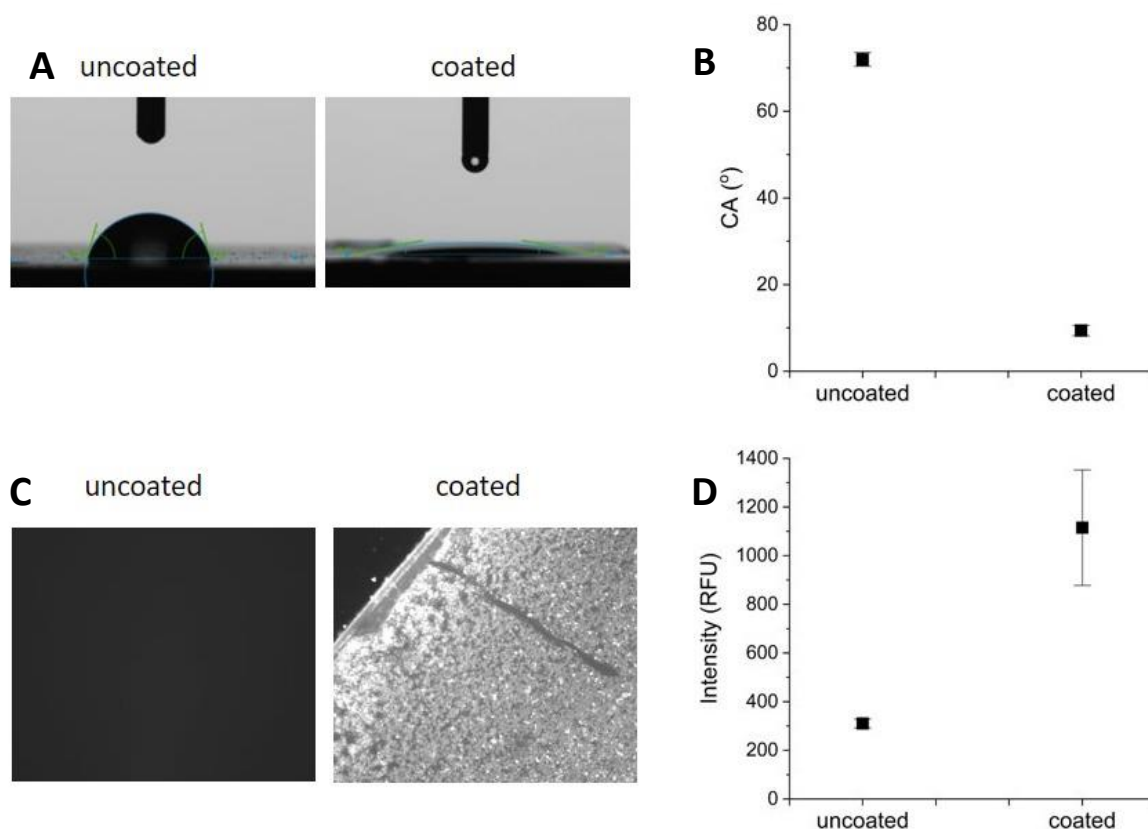 A
uncoated
coated
B
80
60
40
20
0
CA (º)
uncoated
coated
C
uncoated
coated
D
1400
1200
1000
800
600
400
200
0
Intensity (RFU)
uncoated
coated